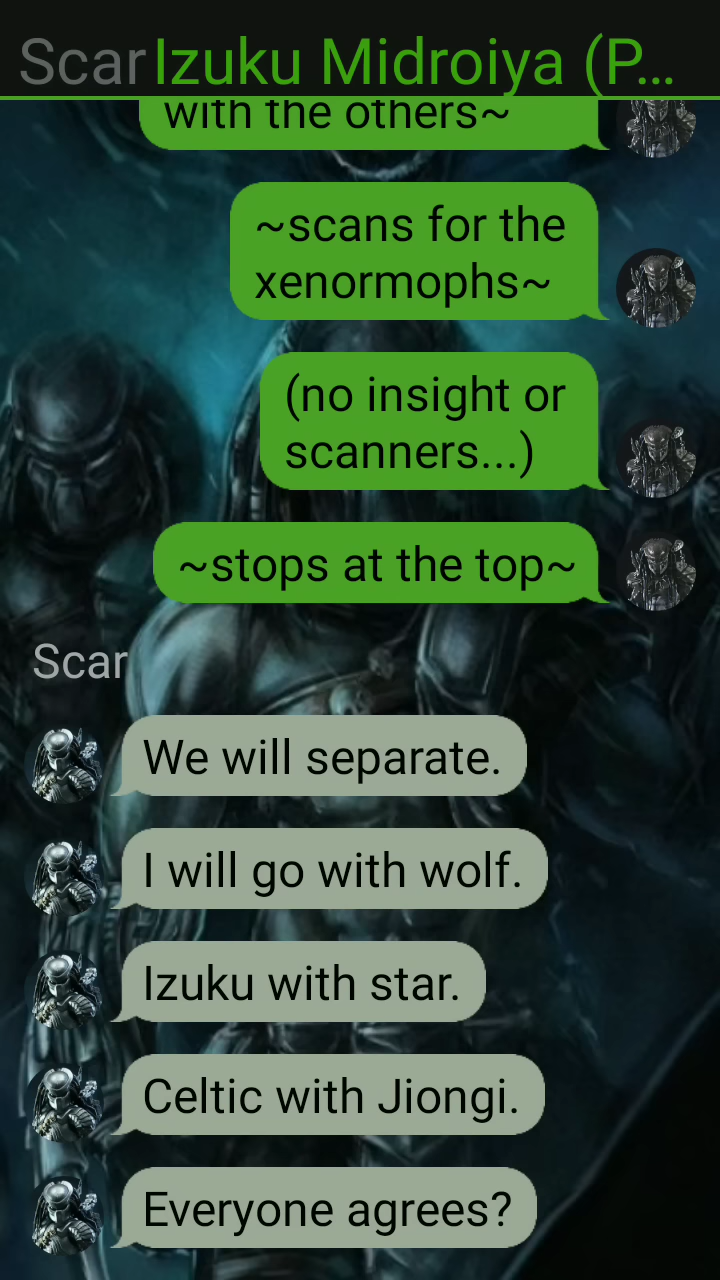 Scar Izuku Midroiya (P...
with the others~
~scans for the
xenormophs~
(no insight or
scanners...)
~stops at the top~
Scar
We will separate.
I will go with wolf.
Izuku with star.
Celtic with Jiongi.
Everyone agrees?